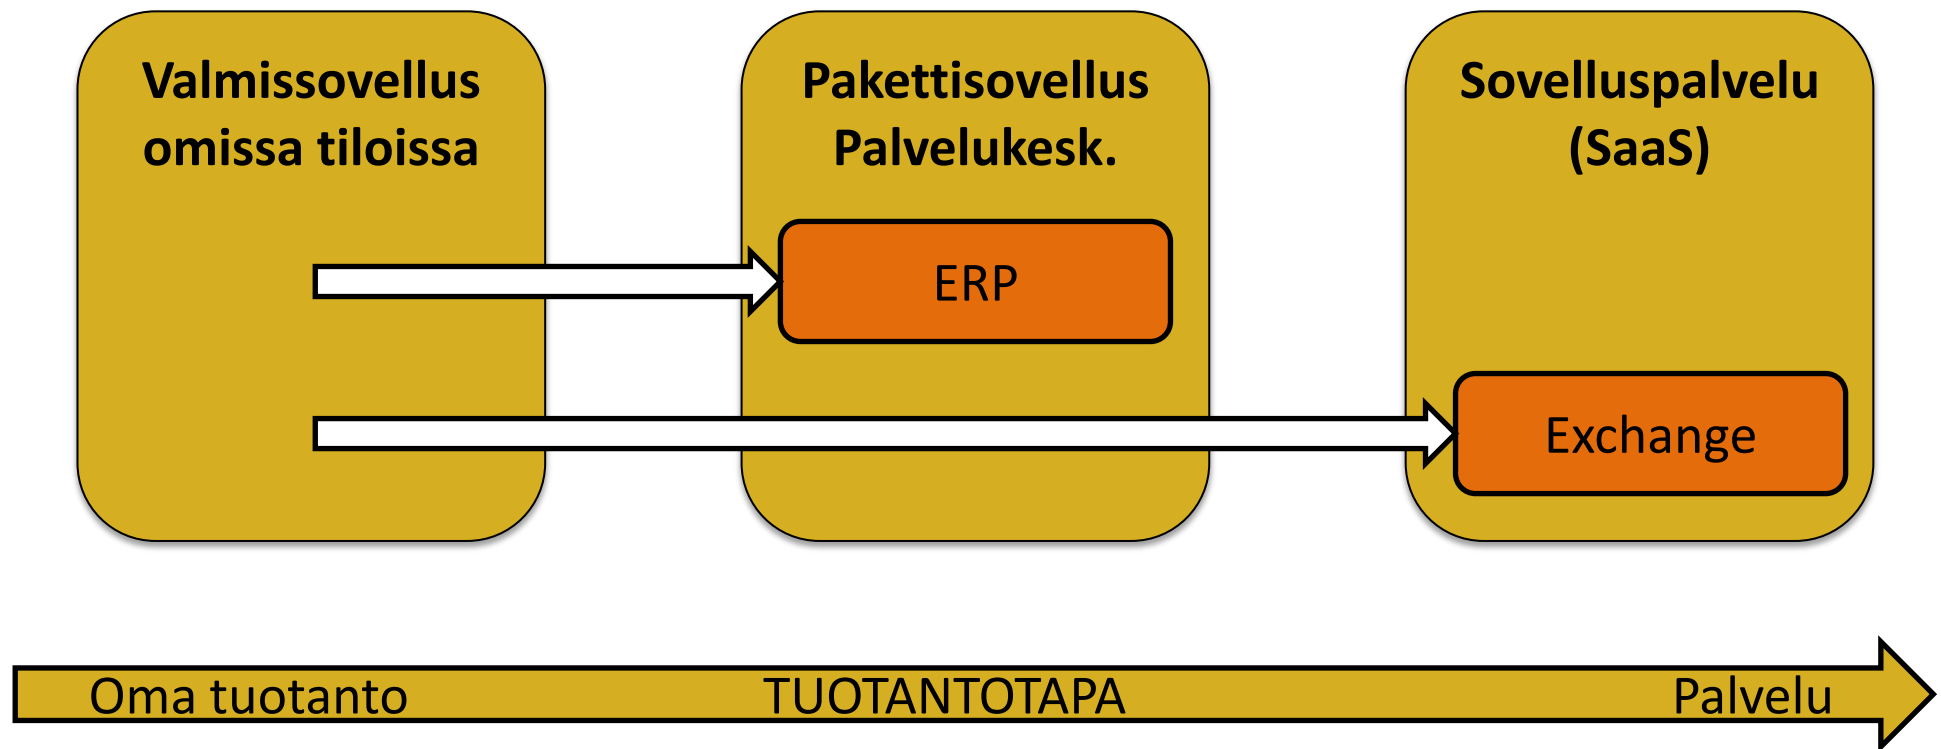 Valmissovellus
omissa tiloissa
Pakettisovellus
Palvelukesk.
Sovelluspalvelu
(SaaS)
ERP
Exchange
Oma tuotanto
TUOTANTOTAPA
Palvelu